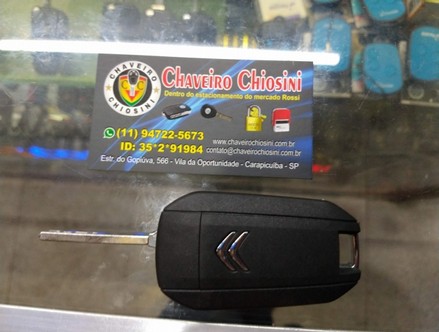 CHAVEIRO
CHIOSINI
Chaveiro Chiosini
Dentro do estacionamento do mercado Rossi
(11) 94722-5673
ID: 35*2*91984
www.chaveirochiosini.com.br
contato@chaveirochiosini.com.br
Estr. do Gopiúva, 566 - Vila da Oportunidade - Carapicuíba - SP